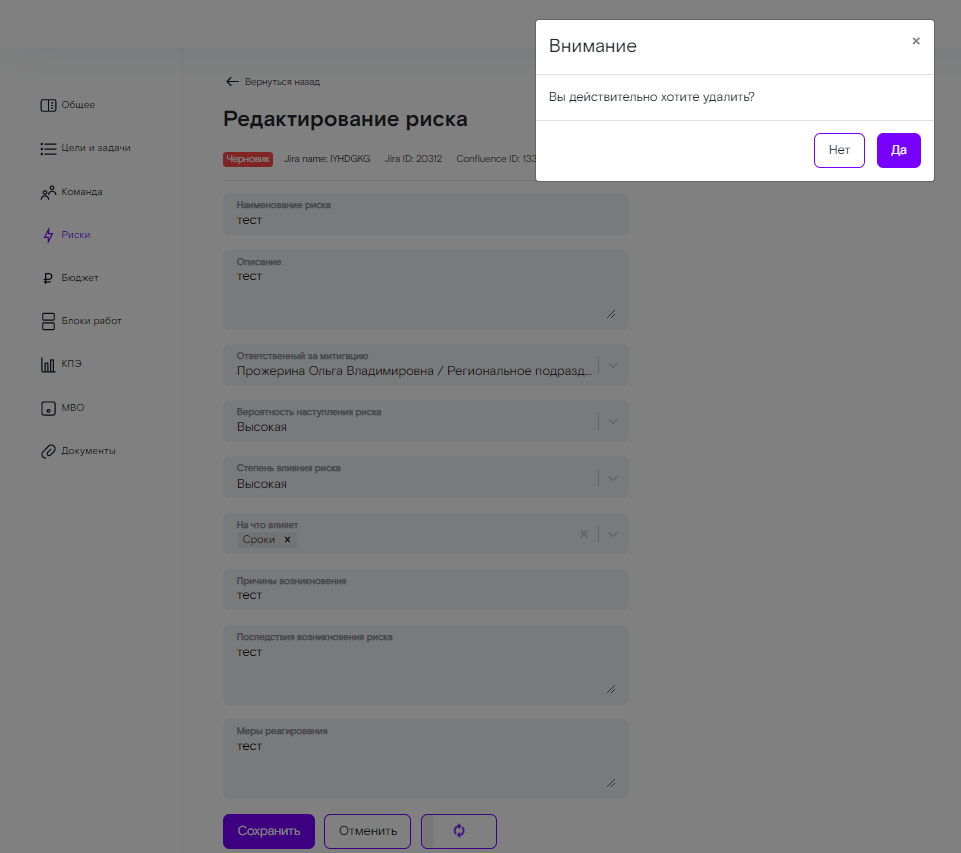 Внимание
×
Вы действительно хотите удалить?
Нет
Да
Общее
Цели и задачи
Команда
Риски
Бюджет
Блоки работ
КПЭ
МВО
Документы
Вернуться назад
Редактирование риска
Черновик Jira name: IYHDGKG Jira ID: 20312 Confluence ID: 133
Наименование риска
тест
Описание
тест
Ответственный за митигацию
Прожерина Ольга Владимировна / Региональное подразд...
Вероятность наступления риска
Высокая
Степень влияния риска
Высокая
На что влияет
Сроки ×
Причины возникновения
тест
Последствия возникновения риска
тест
Меры реагирования
тест
Сохранить
Отменить